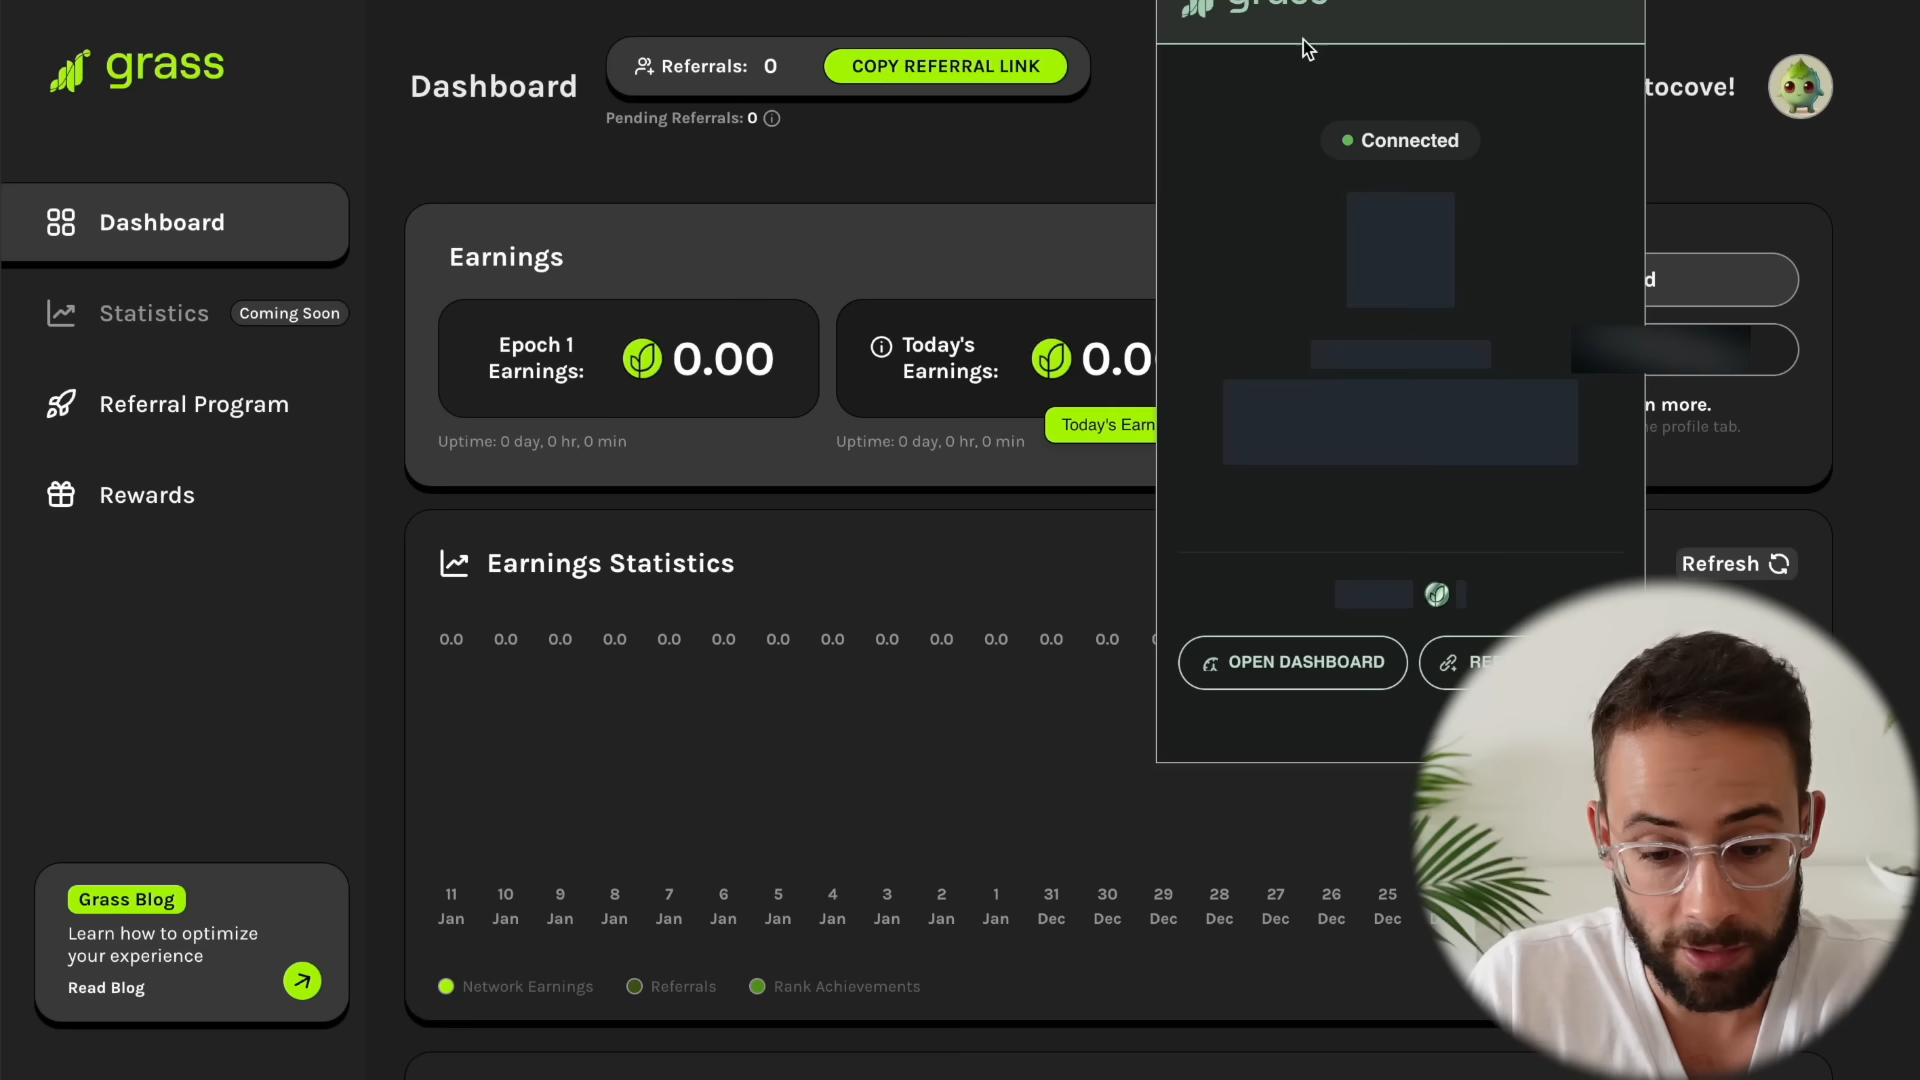 grass
Dashboard
Referrals: 0
COPY REFERRAL LINK
Pending Referrals: 0
tocove!
Connected
Dashboard
Statistics
Coming Soon
Referral Program
Rewards
Earnings
Epoch 1
Earnings:
0.00
Today's
Earnings:
0.0
Uptime: 0 day, 0 hr, 0 min
Uptime: 0 day, 0 hr, 0 min
Today's Earn
d
n more.
e profile tab.
Earnings Statistics
Refresh
0.0 0.0 0.0 0.0 0.0 0.0 0.0 0.0 0.0 0.0 0.0 0.0 0.0
OPEN DASHBOARD
11 10 9 8 7 6 5 4 3 2 1 31 30 29 28 27 26 25
Jan Jan Jan Jan Jan Jan Jan Jan Jan Jan Jan Dec Dec Dec Dec Dec Dec Dec
Network Earnings
Referrals
Rank Achievements
Grass Blog
Learn how to optimize
your experience
Read Blog